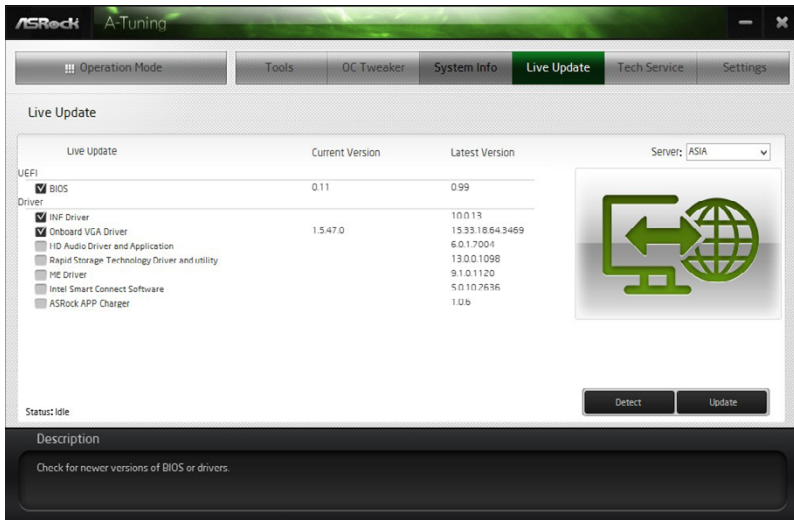 ASRock A-Tuning
Operation Mode Tools OC Tweaker System Info Live Update Tech Service Settings
Live Update
Live Update Current Version Latest Version Server: ASIA
UEFI
BIOS 0.11 0.99
Driver
INF Driver 10.0.13
Onboard VGA Driver 1.5.47.0 15.33.18.64.3469
HD Audio Driver and Application 6.0.1.7004
Rapid Storage Technology Driver and utility 13.0.0.1098
ME Driver 9.1.0.1120
Intel Smart Connect Software 5.0.10.2636
ASRock APP Charger 1.0.6
Detect Update
Status: Idle
Description
Check for newer versions of BIOS or drivers.